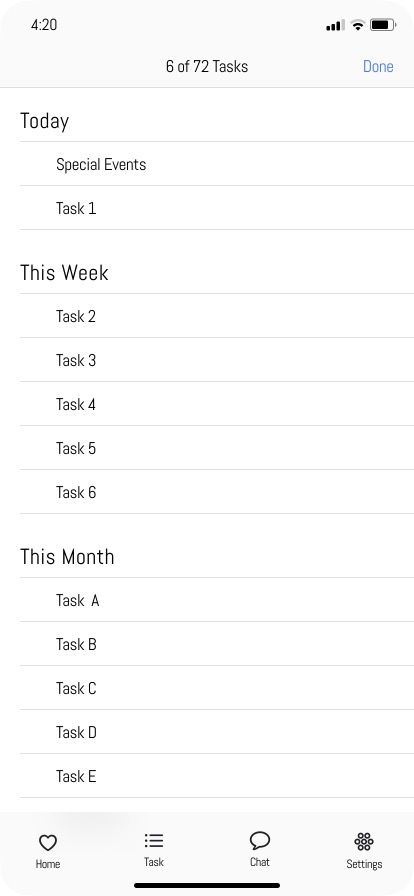 4:20
6 of 72 Tasks
Done
Today
Special Events
Task 1
This Week
Task 2
Task 3
Task 4
Task 5
Task 6
This Month
Task A
Task B
Task C
Task D
Task E
Home
Task
Chat
Settings